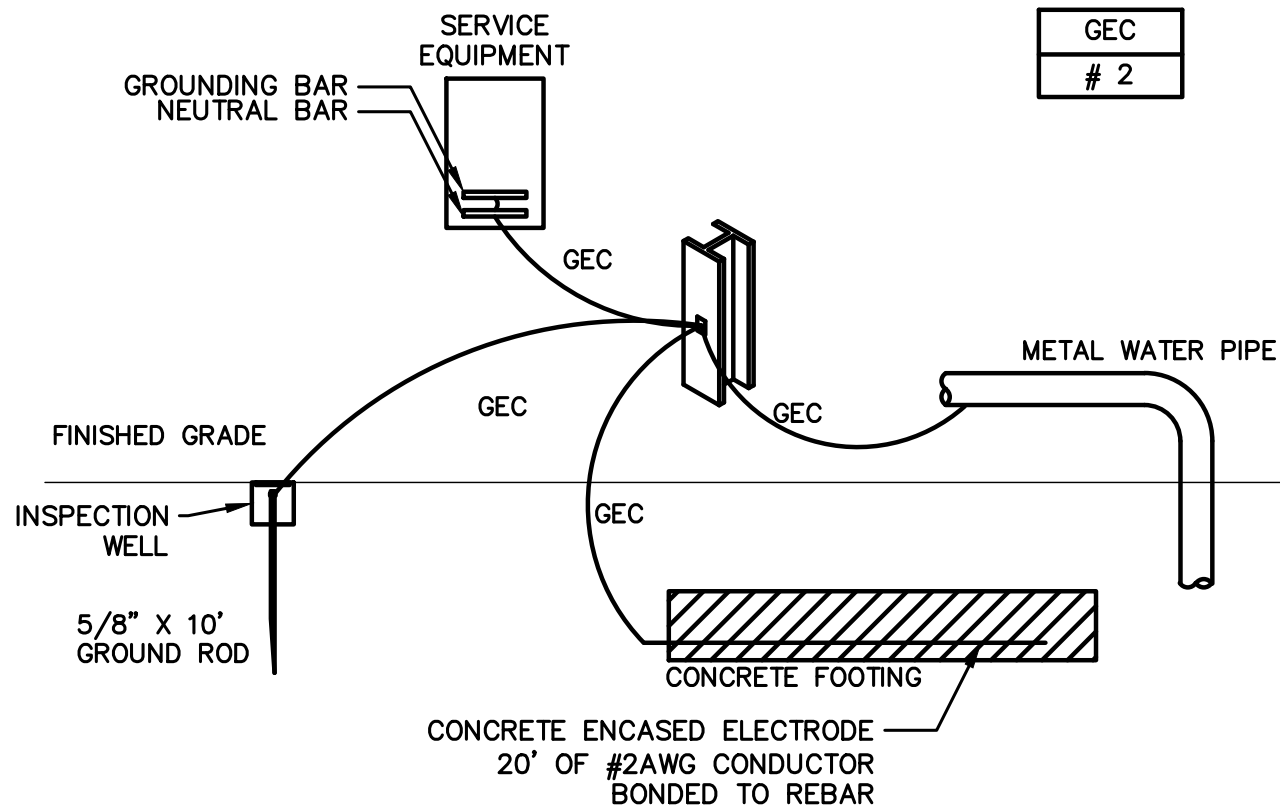 SERVICE
EQUIPMENT
GEC
# 2
GROUNDING BAR
NEUTRAL BAR
GEC
METAL WATER PIPE
GEC
GEC
FINISHED GRADE
INSPECTION
WELL
GEC
5/8" X 10'
GROUND ROD
CONCRETE FOOTING
CONCRETE ENCASED ELECTRODE
20' OF #2AWG CONDUCTOR
BONDED TO REBAR